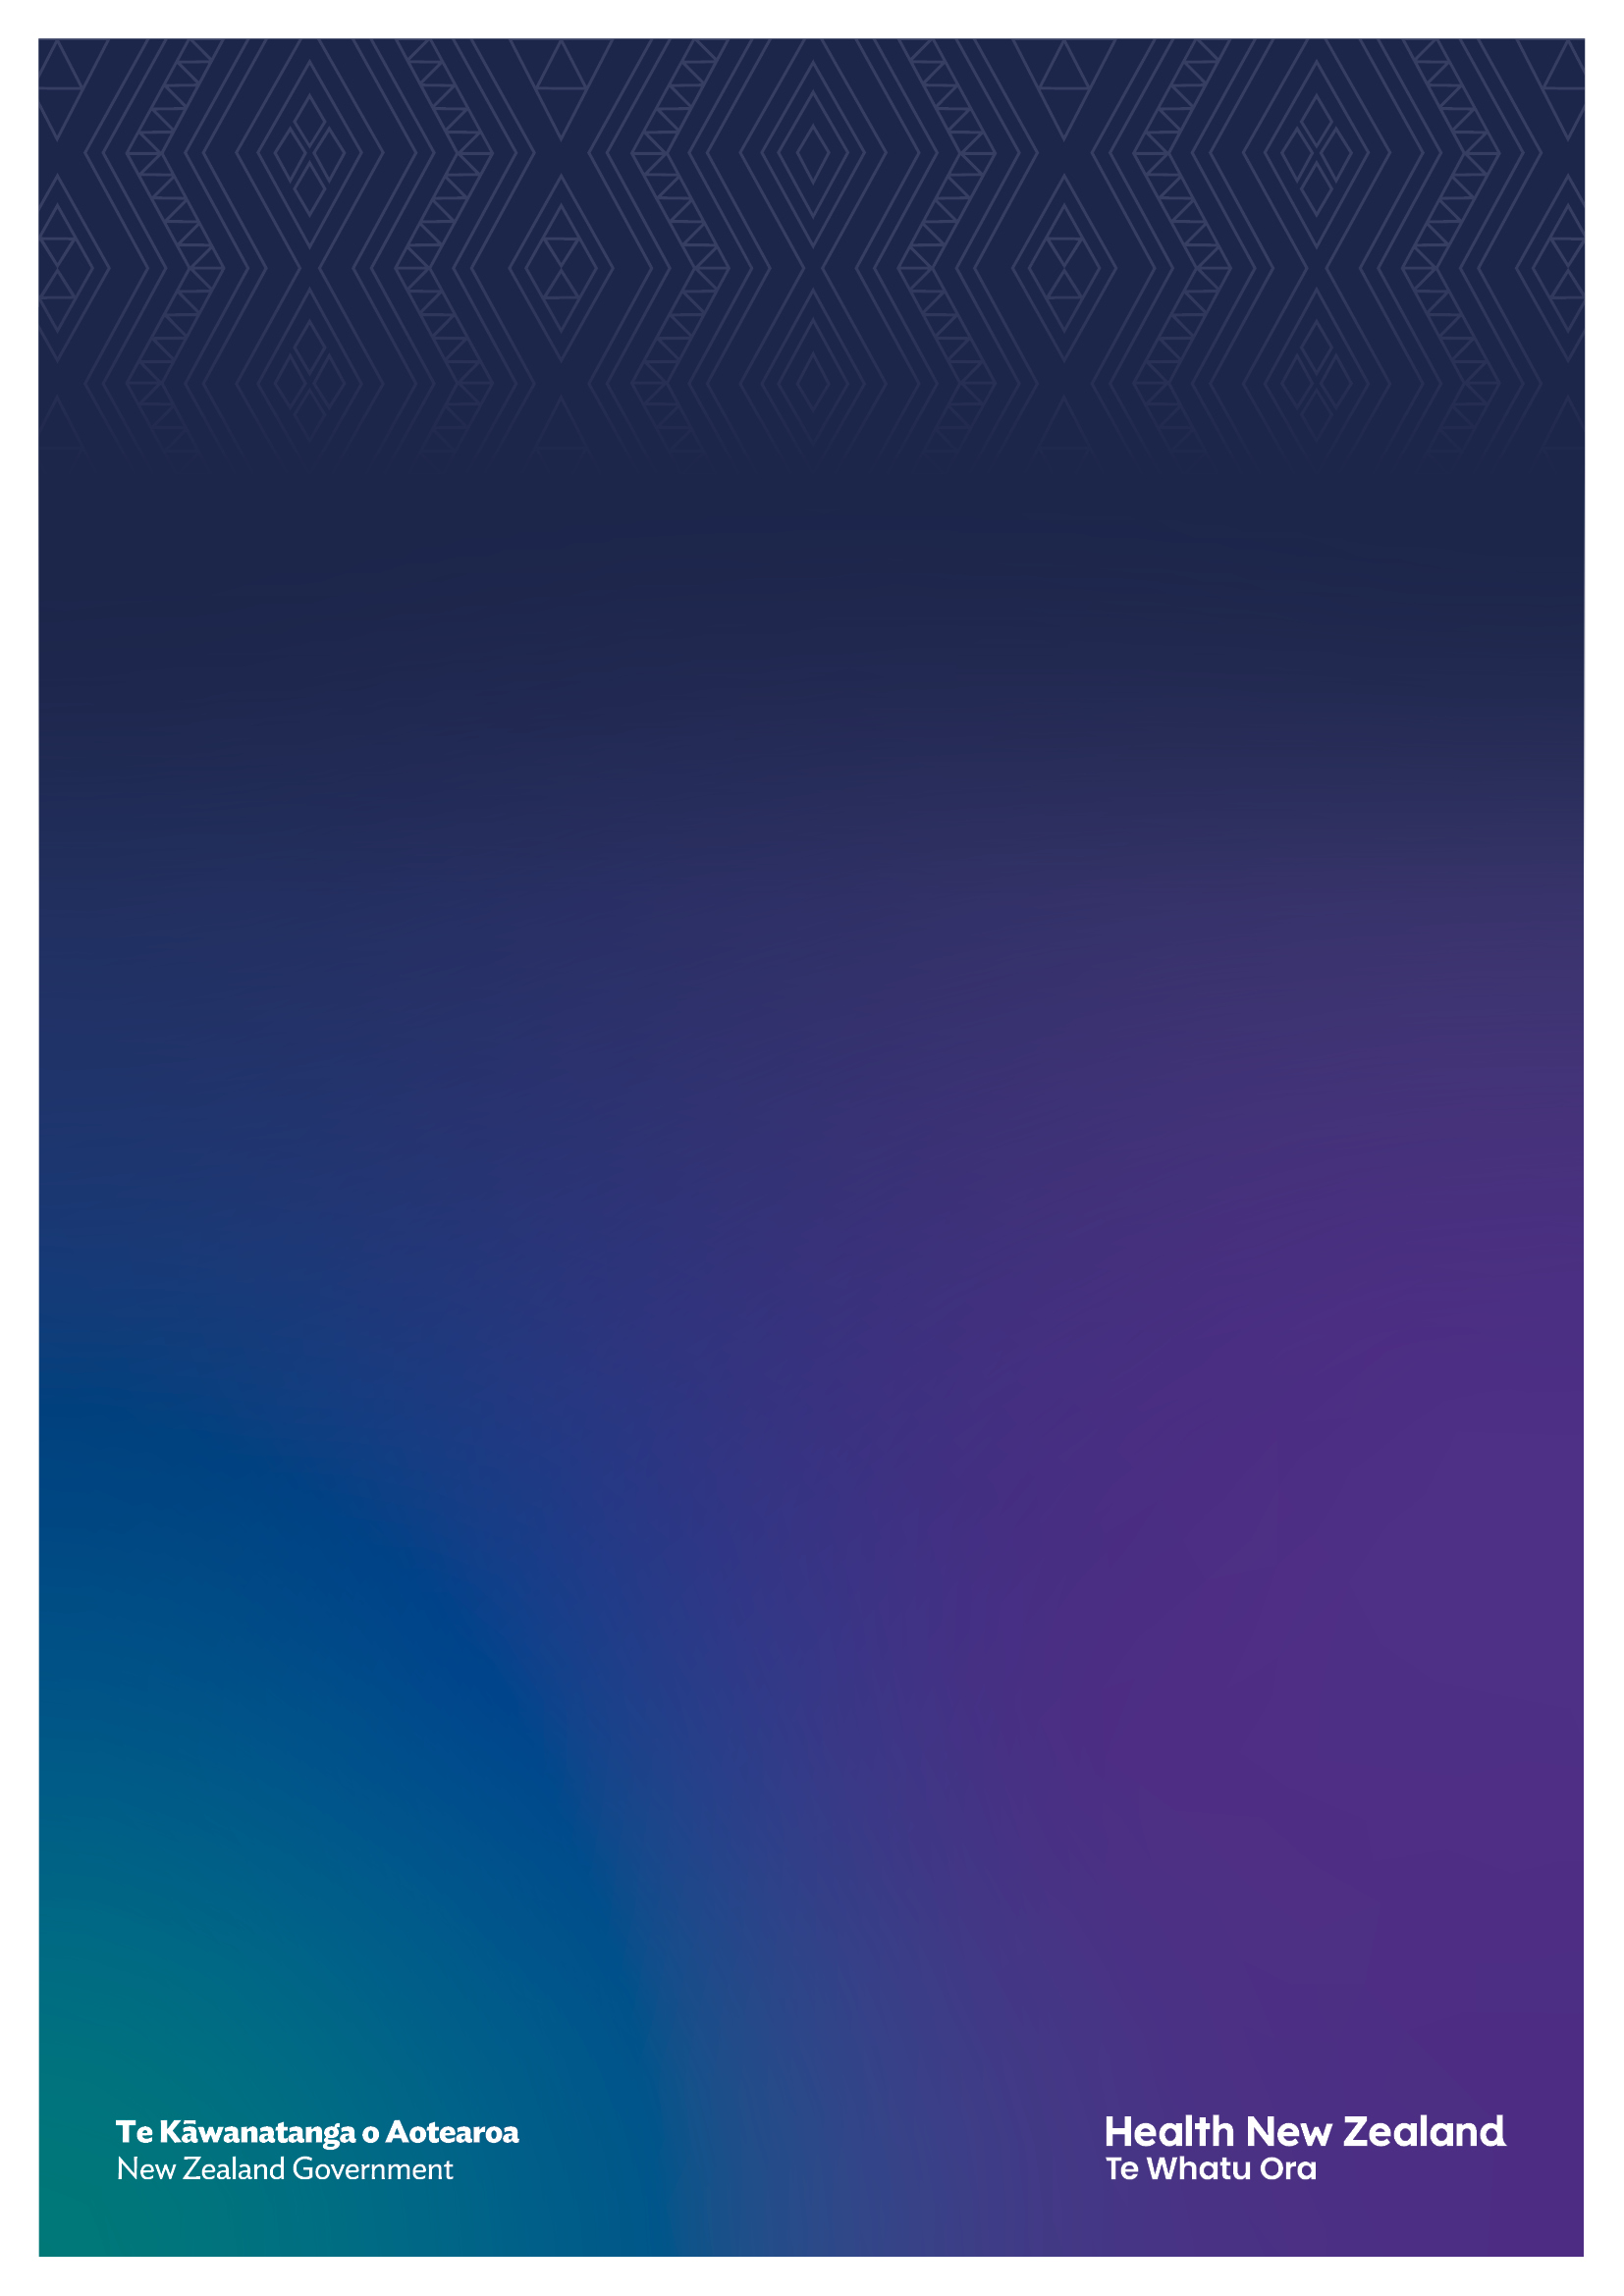 Te Kāwanatanga o Aotearoa
New Zealand Government
Health New Zealand
Te Whatu Ora